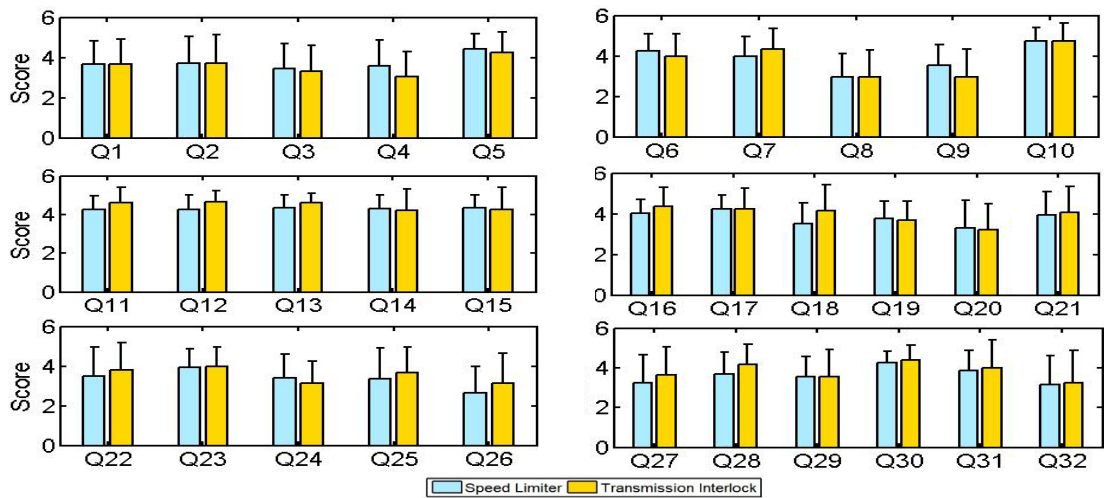 6
4
2
0
Score
Q1 Q2 Q3 Q4 Q5
6
4
2
0
Q6 Q7 Q8 Q9 Q10
6
4
2
0
Score
Q11 Q12 Q13 Q14 Q15
6
4
2
0
Q16 Q17 Q18 Q19 Q20 Q21
6
4
2
0
Score
Q22 Q23 Q24 Q25 Q26
6
4
2
0
Q27 Q28 Q29 Q30 Q31 Q32
Speed Limiter Transmission Interlock